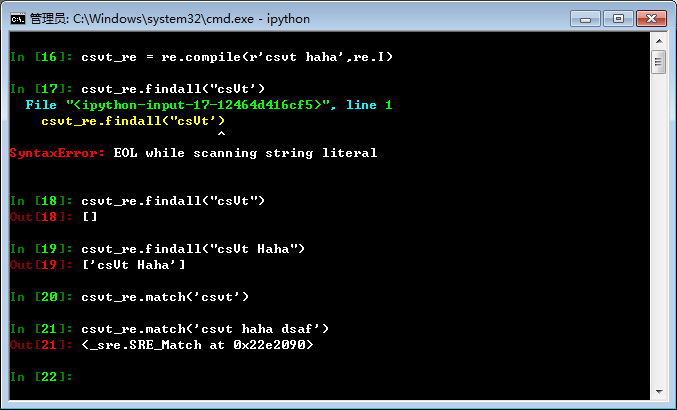 管理员: C:\Windows\system32\cmd.exe - ipython
In [16]: csvt_re = re.compile(r'csvt haha',re.I)
In [17]: csvt_re.findall("csVt')
File "<ipython-input-17-12464d416cf5>", line 1
csvt_re.findall("csVt')
^
SyntaxError: EOL while scanning string literal
In [18]: csvt_re.findall("csVt")
Out[18]: []
In [19]: csvt_re.findall("csVt Haha")
Out[19]: ['csVt Haha']
In [20]: csvt_re.match('csvt')
In [21]: csvt_re.match('csvt haha dsaf')
Out[21]: <_sre.SRE_Match at 0x22e2090>
In [22]: